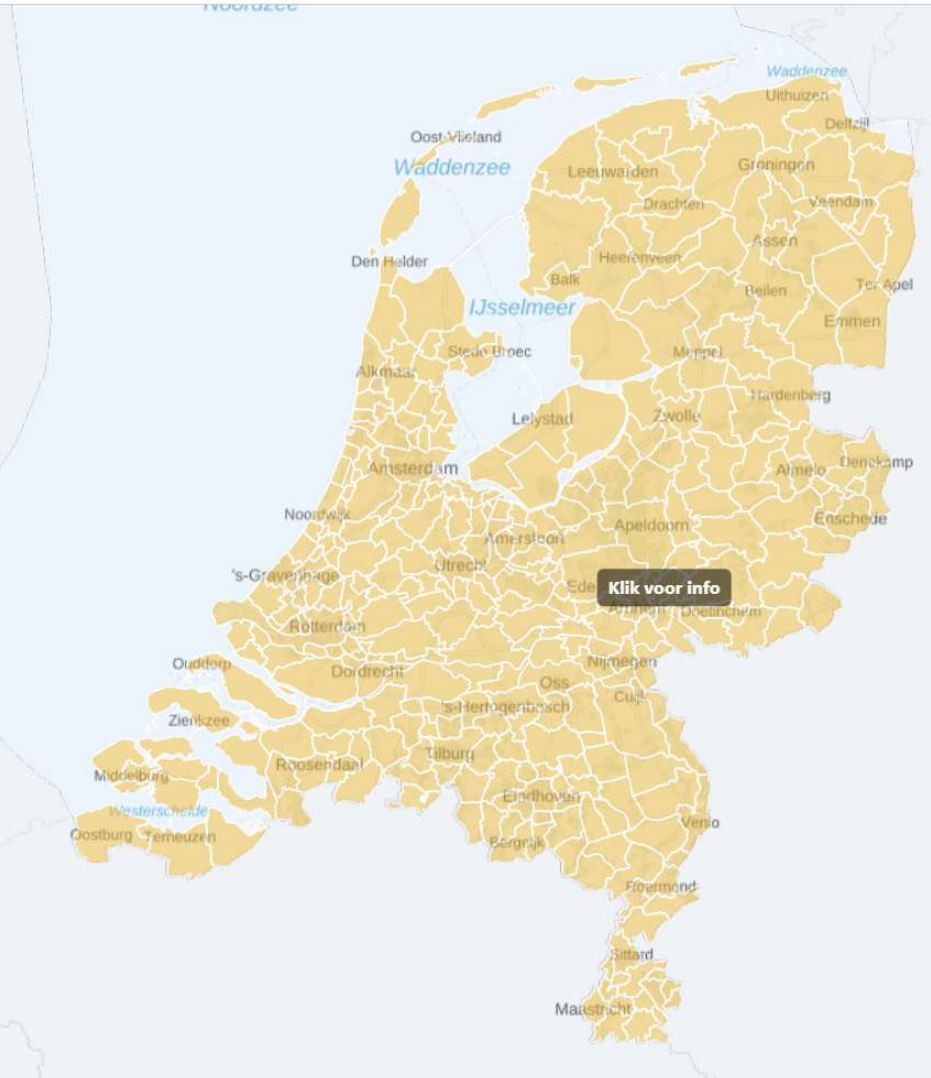 Noordzee
Waddenzee
Uithuizen
Delfzijl
Oost-Vlieland
Waddenzee
Leeuwarden
Groningen
Drachten
Veendam
Assen
Den Helder
Heerenveen
Balk
Beilen
Ter Apel
IJsselmeer
Emmen
Stede Broec
Meppel
Alkmaar
Hardenberg
Lelystad
Zwolle
Amsterdam
Almelo
Denekamp
Noordwijk
Enschede
Apeldoorn
Amersfoort
Utrecht
's-Gravenhage
Ede
Klik voor info
Arnhem
Doetinchem
Rotterdam
Nijmegen
Ouddorp
Dordrecht
Oss
Cuijk
's-Hertogenbosch
Zierikzee
Tilburg
Roosendaal
Middelburg
Eindhoven
Westerschelde
Venlo
Oostburg
Terneuzen
Bergeijk
Roermond
Sittard
Maastricht